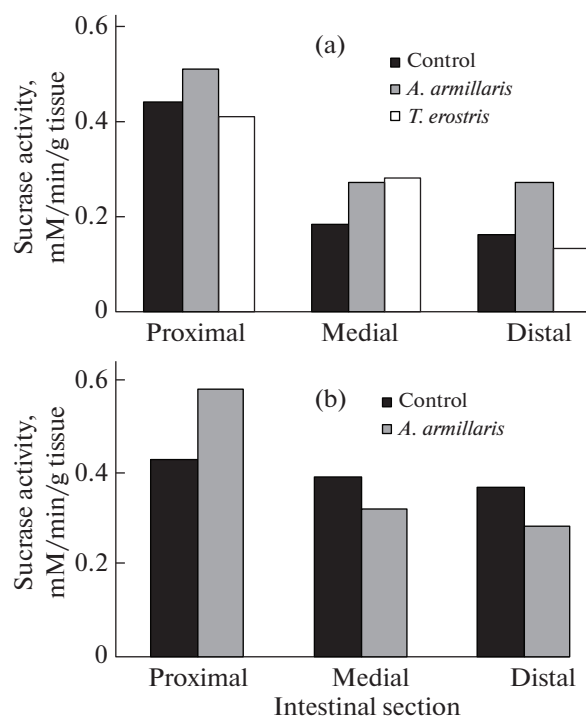 0.6
(a)
Control
A. armillaris
T. erostris
0.4
0.2
0
Sucrase activity,
mM/min/g tissue
Proximal Medial Distal
0.6
(b)
Control
A. armillaris
0.4
0.2
0
Sucrase activity,
mM/min/g tissue
Proximal Medial Distal
Intestinal section